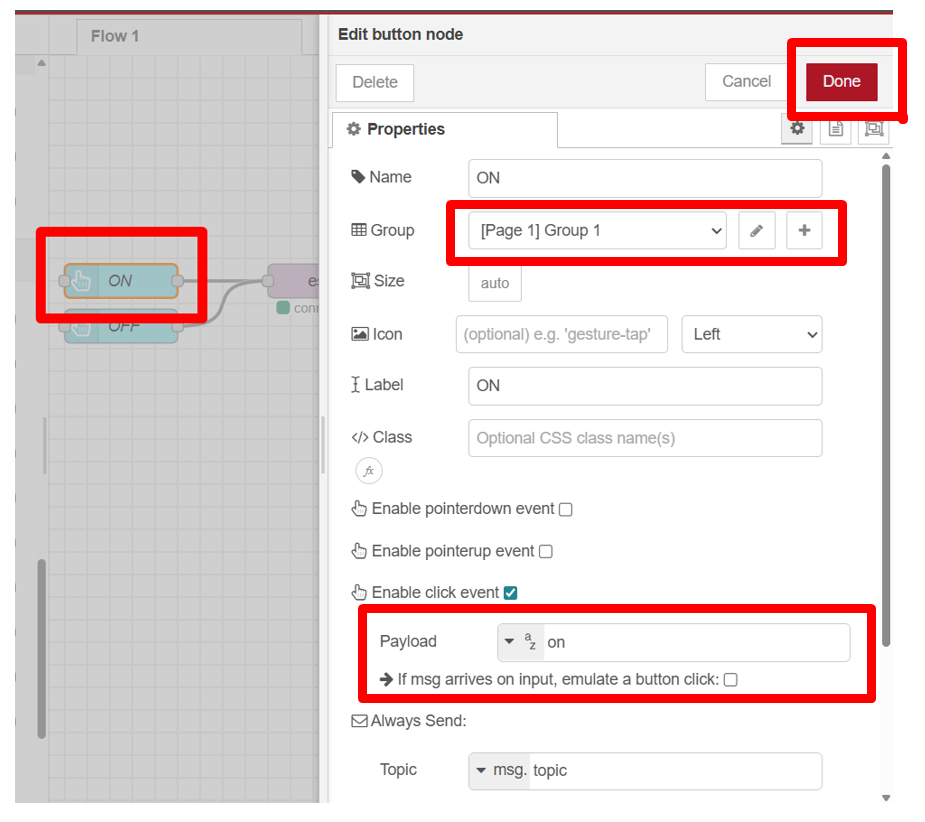 Flow 1
Edit button node
Delete
Cancel
Done
Properties
Name
ON
Group
[Page 1] Group 1
Size
auto
Icon
(optional) e.g. 'gesture-tap'
Left
Label
ON
</> Class
Optional CSS class name(s)
fx
Enable pointerdown event
Enable pointerup event
Enable click event
Payload
az
on
If msg arrives on input, emulate a button click:
Always Send:
Topic
msg. topic
ON
es
conn
OFF